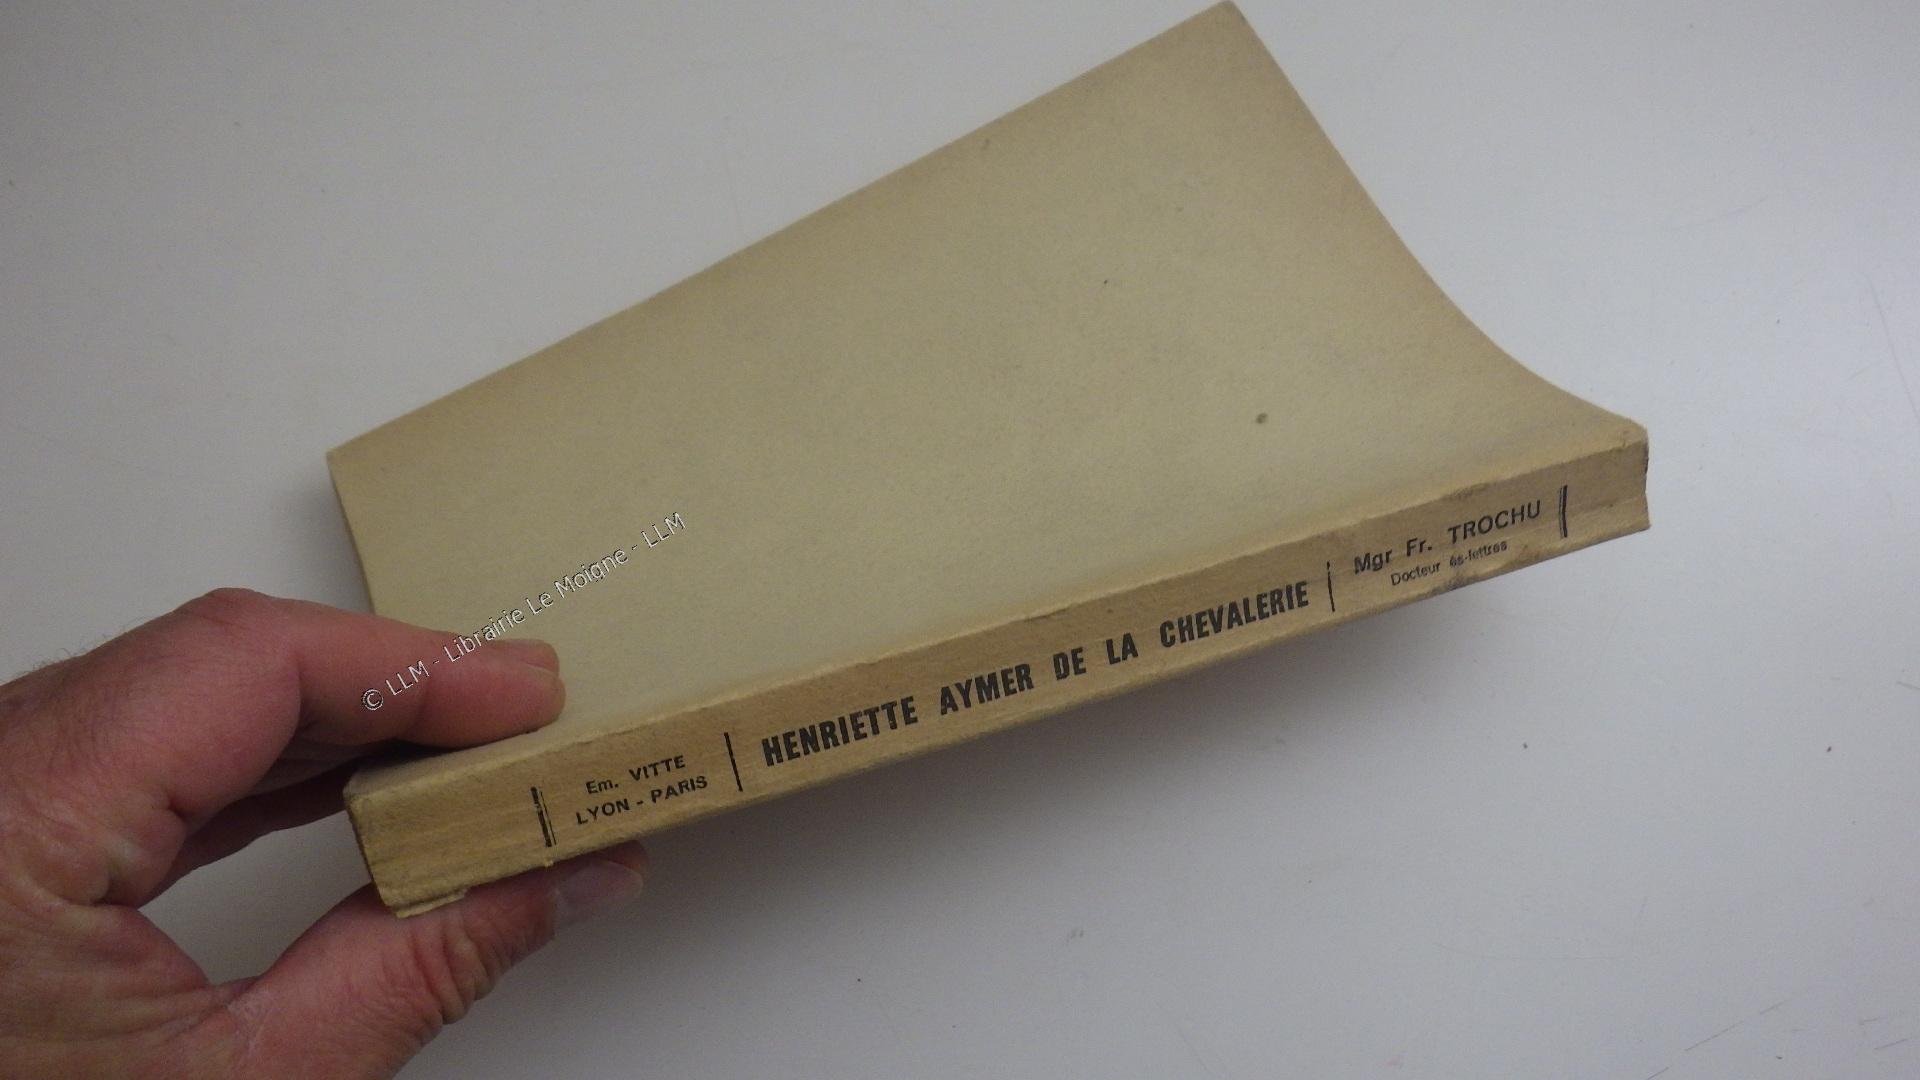 Em. VITTE
LYON - PARIS
HENRIETTE AYMER DE LA CHEVALERIE
Mgr Fr. TROCHU
Docteur ès-lettres
© LLM - Librairie Le Moigne - LLM